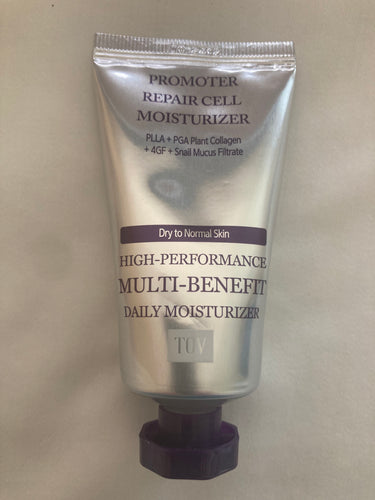 PROMOTER
REPAIR CELL
MOISTURIZER
PLLA + PGA Plant Collagen
+ 4GF + Snail Mucus Filtrate
Dry to Normal Skin
HIGH-PERFORMANCE
MULTI-BENEFIT
DAILY MOISTURIZER
TOV